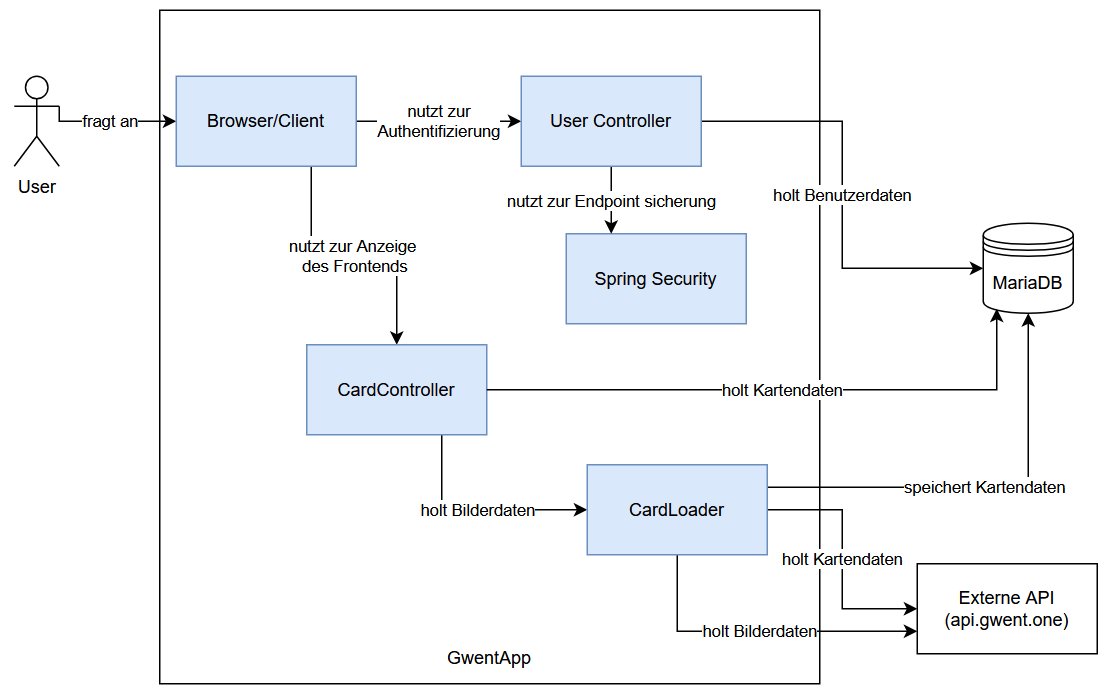 fragt an
User
Browser/Client
nutzt zur
Authentifizierung
User Controller
holt Benutzerdaten
nutzt zur Endpoint sicherung
Spring Security
MariaDB
nutzt zur Anzeige
des Frontends
CardController
holt Kartendaten
holt Bilderdaten
CardLoader
speichert Kartendaten
holt Kartendaten
Externe API
(api.gwent.one)
holt Bilderdaten
GwentApp